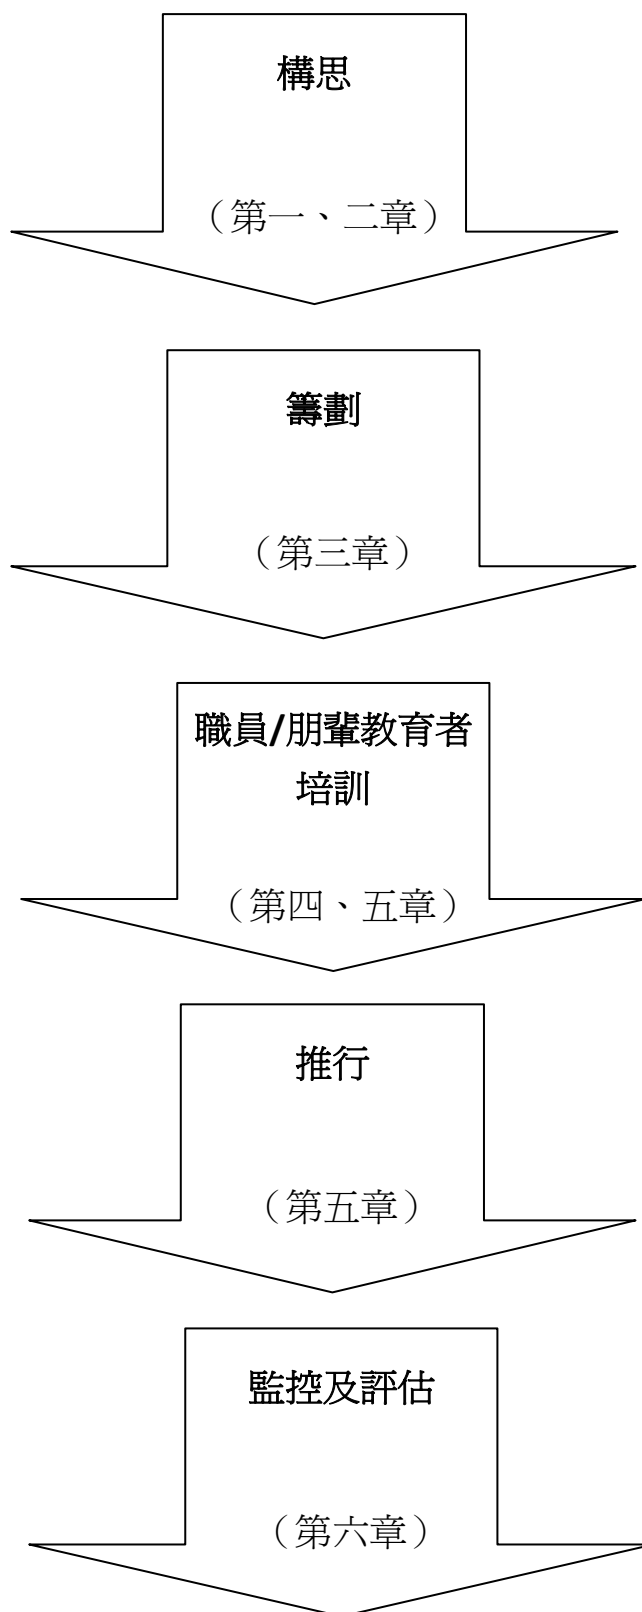 構思
（第一、二章）
籌劃
（第三章）
職員/朋輩教育者
培訓
（第四、五章）
推行
（第五章）
監控及評估
（第六章）